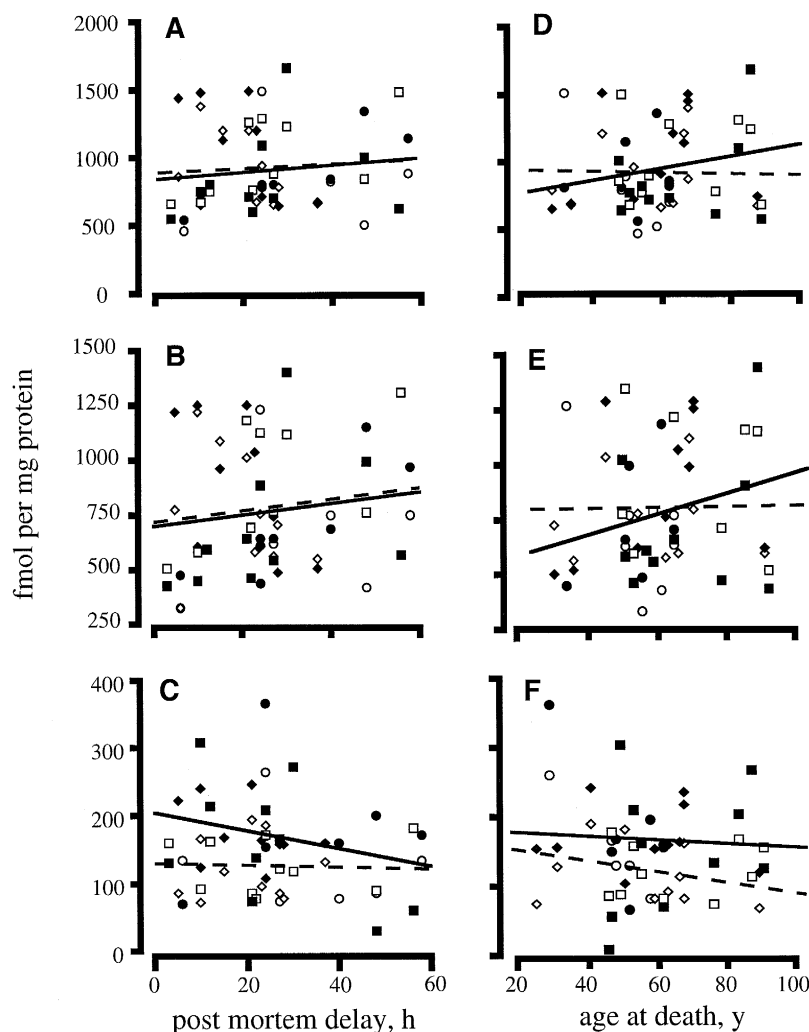 A
D
2000
1500
1000
500
0
B
E
1500
1250
1000
750
500
250
fmol per mg protein
C
F
400
300
200
100
0
0 20 40 60
20 40 60 80 100
post mortem delay, h
age at death, y